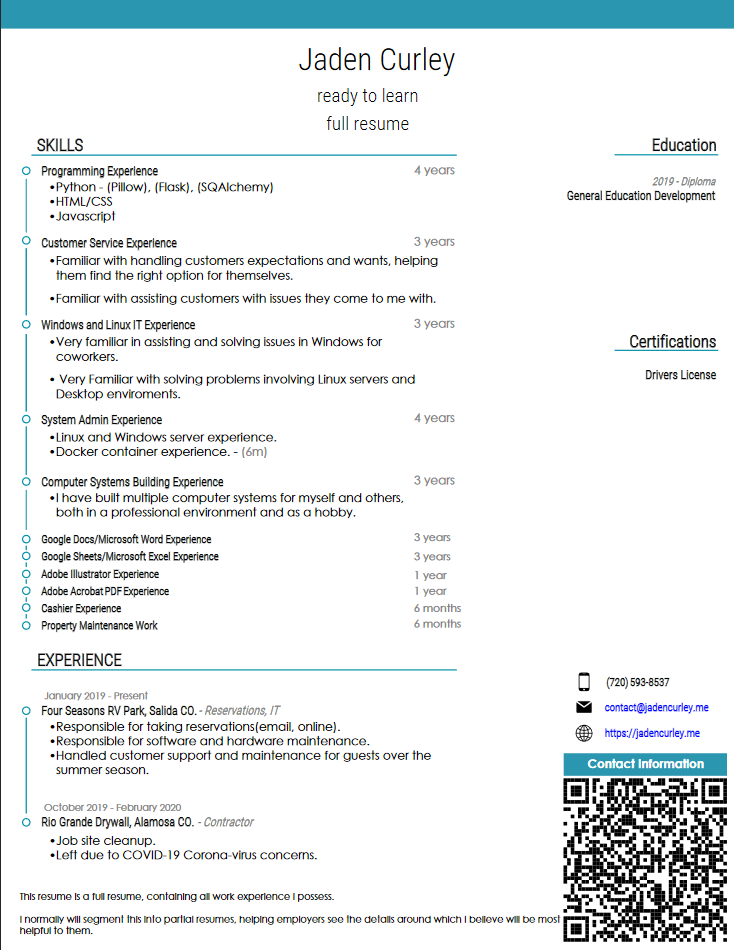 Jaden Curley
ready to learn
full resume
SKILLS
Programming Experience 4 years
•Python - (Pillow), (Flask), (SQAlchemy)
•HTML/CSS
•Javascript
Customer Service Experience 3 years
•Familiar with handling customers expectations and wants, helping
them find the right option for themselves.
•Familiar with assisting customers with issues they come to me with.
Windows and Linux IT Experience 3 years
•Very familiar in assisting and solving issues in Windows for
coworkers.
• Very Familiar with solving problems involving Linux servers and
Desktop enviroments.
System Admin Experience 4 years
•Linux and Windows server experience.
•Docker container experience. - (6m)
Computer Systems Building Experience 3 years
•I have built multiple computer systems for myself and others,
both in a professional environment and as a hobby.
Google Docs/Microsoft Word Experience 3 years
Google Sheets/Microsoft Excel Experience 3 years
Adobe Illustrator Experience 1 year
Adobe Acrobat PDF Experience 1 year
Cashier Experience 6 months
Property Maintenance Work 6 months
EXPERIENCE
January 2019 - Present
Four Seasons RV Park, Salida CO. - Reservations, IT
•Responsible for taking reservations(email, online).
•Responsible for software and hardware maintenance.
•Handled customer support and maintenance for guests over the
summer season.
October 2019 - February 2020
Rio Grande Drywall, Alamosa CO. - Contractor
•Job site cleanup.
•Left due to COVID-19 Corona-virus concerns.
This resume is a full resume, containing all work experience I possess.
I normally will segment this into partial resumes, helping employers see the details around which I believe will be most
helpful to them.
Education
2019 - Diploma
General Education Development
Certifications
Drivers License
(720) 593-8537
contact@jadencurley.me
https://jadencurley.me
Contact Information